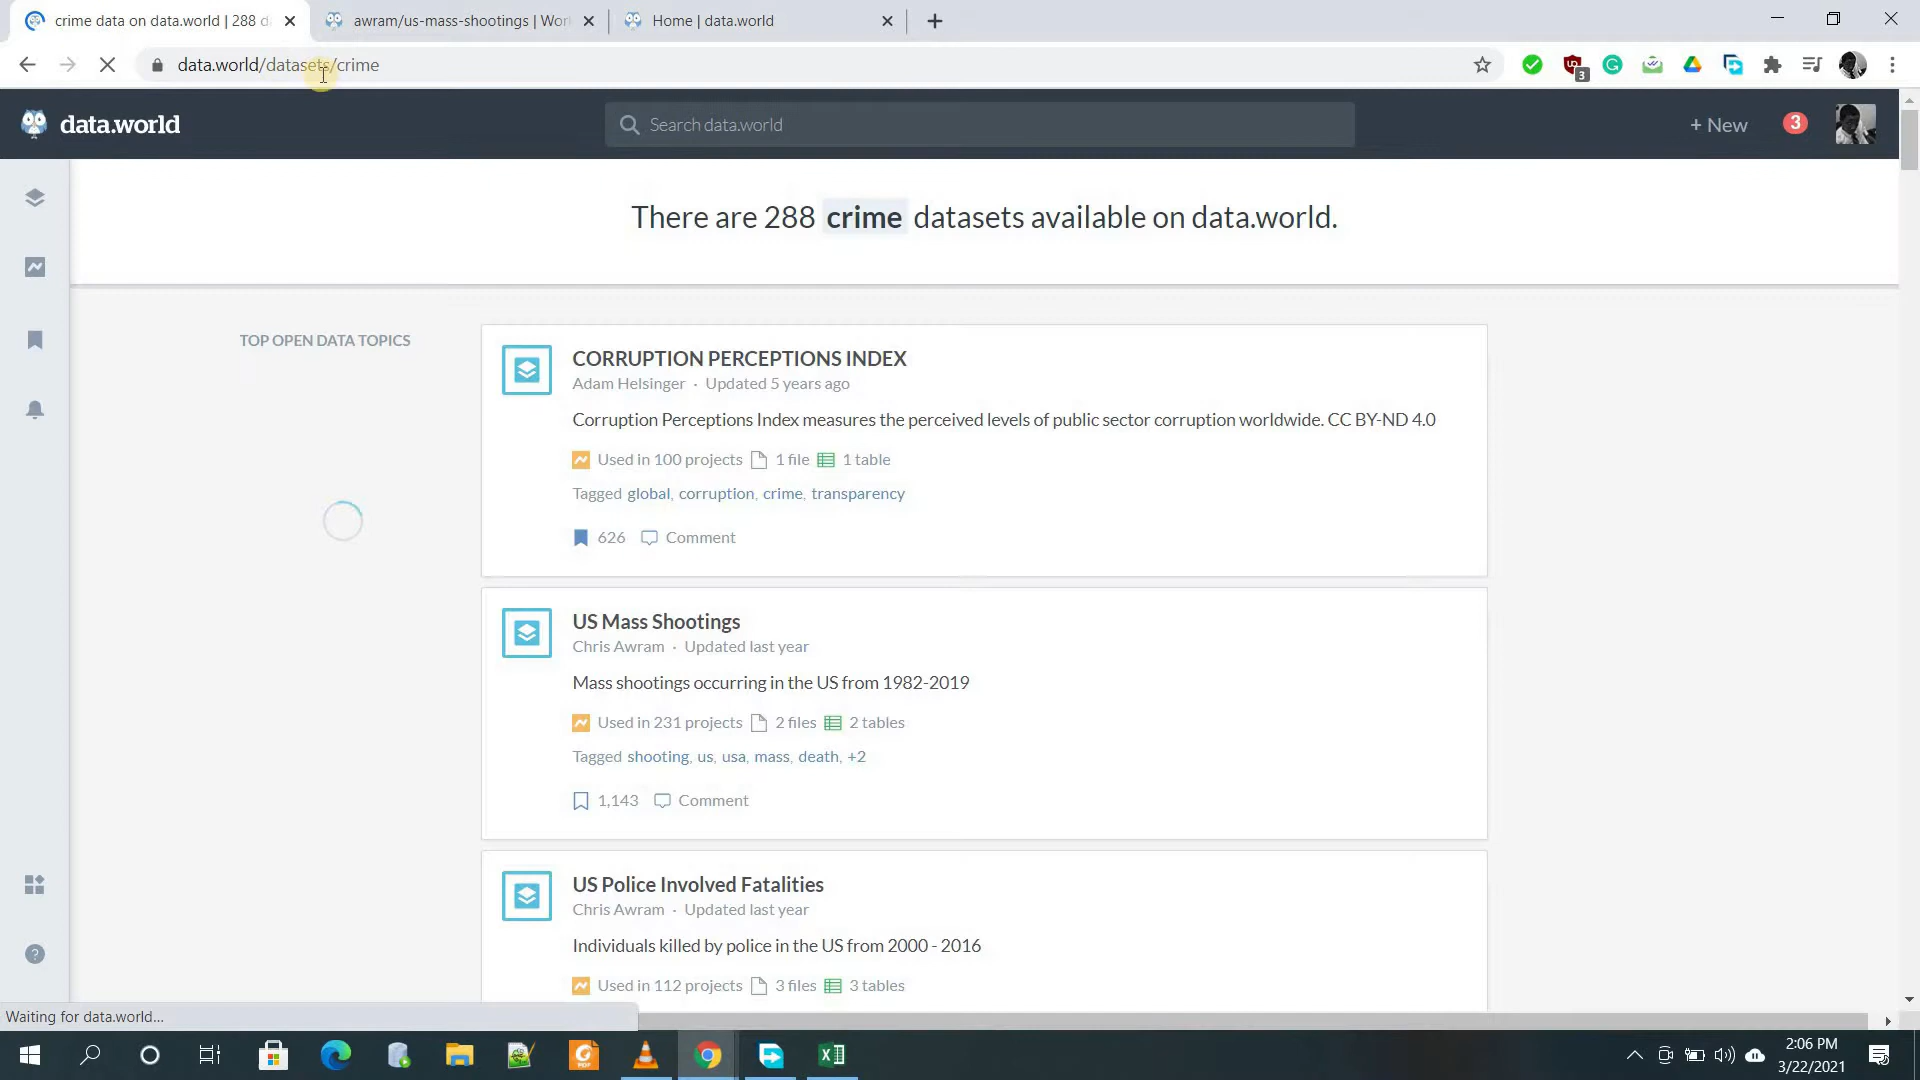 crime data on data.world | 288 d
awram/us-mass-shootings | Wor
Home | data.world
data.world/datasets/crime
3
data.world
Search data.world
+ New
3
There are 288 crime datasets available on data.world.
TOP OPEN DATA TOPICS
CORRUPTION PERCEPTIONS INDEX
Adam Helsinger · Updated 5 years ago
Corruption Perceptions Index measures the perceived levels of public sector corruption worldwide. CC BY-ND 4.0
Used in 100 projects 1 file 1 table
Tagged global, corruption, crime, transparency
626 Comment
US Mass Shootings
Chris Awram · Updated last year
Mass shootings occurring in the US from 1982-2019
Used in 231 projects 2 files 2 tables
Tagged shooting, us, usa, mass, death, +2
1,143 Comment
US Police Involved Fatalities
Chris Awram · Updated last year
Individuals killed by police in the US from 2000 - 2016
Used in 112 projects 3 files 3 tables
Waiting for data.world...
2:06 PM
3/22/2021